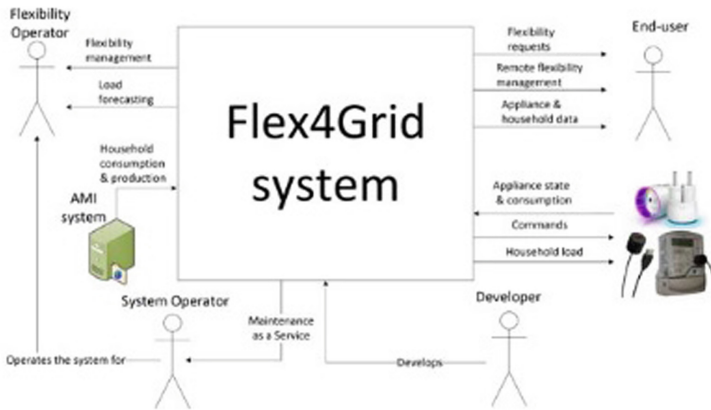 Flexibility
Operator
Flexibility
management
Load
forecasting
Household
consumption
& production
AMI
system
Flex4Grid
system
Flexibility
requests
Remote flexibility
management
Appliance &
household data
End-user
Appliance state
& consumption
Commands
Household load
System Operator
Maintenance
as a Service
Developer
Operates the system for
Develops